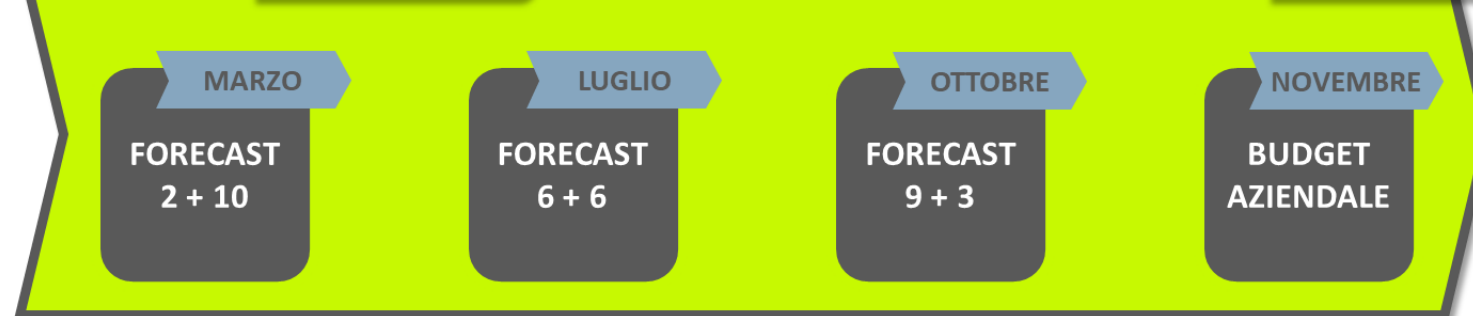 MARZO
FORECAST
2 + 10
LUGLIO
FORECAST
6 + 6
OTTOBRE
FORECAST
9 + 3
NOVEMBRE
BUDGET
AZIENDALE